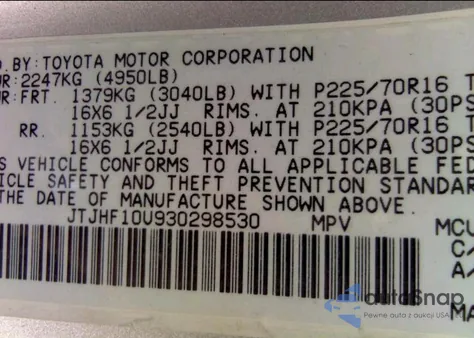 D.BY:TOYOTA MOTOR CORPORATION
R:2247KG (4950LB)
R:FRT. 1379KG (3040LB) WITH P225/70R16 T
16X6 1/2JJ RIMS. AT 210KPA (30PS
RR. 1153KG (2540LB) WITH P225/70R16 T
16X6 1/2JJ RIMS. AT 210KPA (30PS
S VEHICLE CONFORMS TO ALL APPLICABLE FED
ICLE SAFETY AND THEFT PREVENTION STANDAR
THE DATE OF MANUFACTURE SHOWN ABOVE.
JTJHF10U930298530 MPV MCU
C/
A/
MA
autoSnap
Pewne auta z aukcji USA